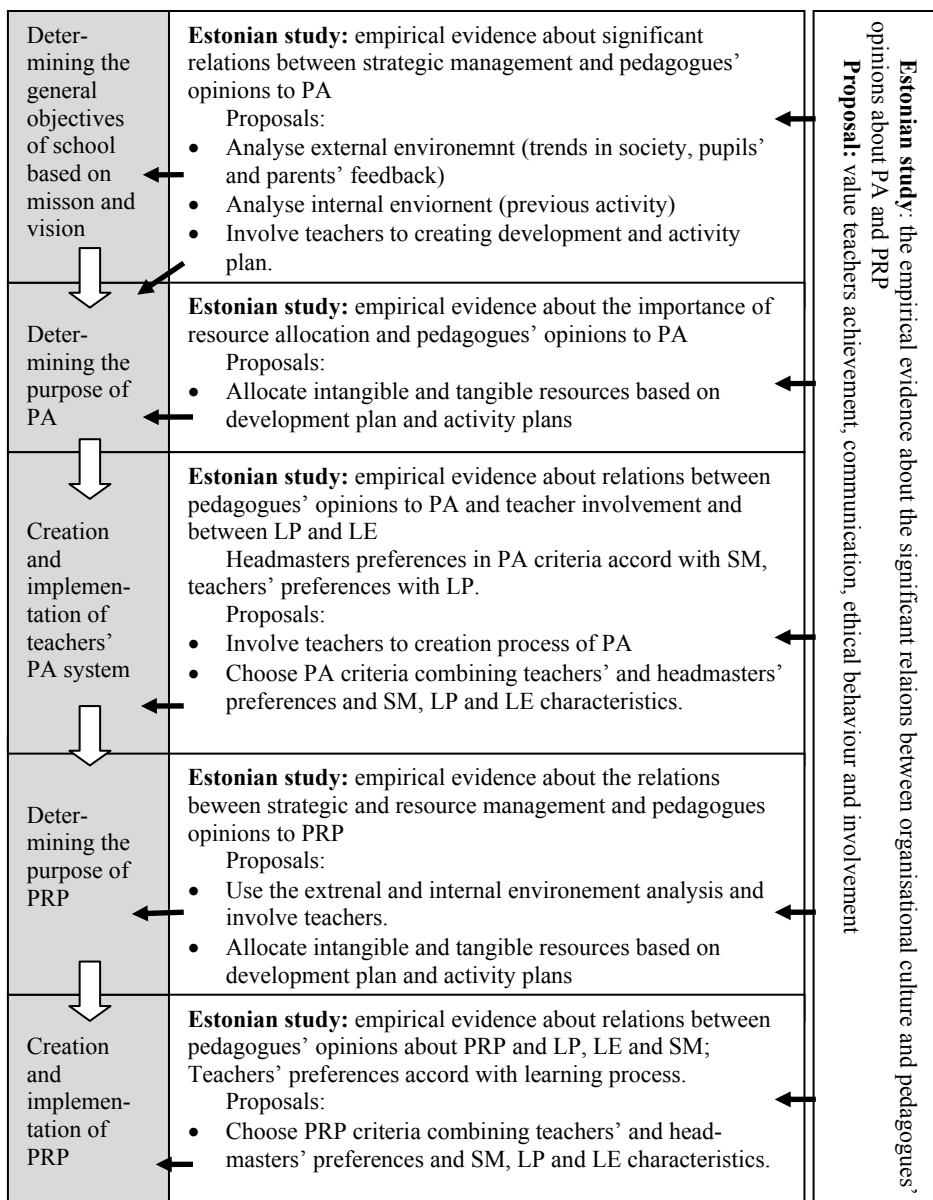 Deter-
mining the
general
objectives
of school
based on
misson and
vision
Estonian study: empirical evidence about significant
relations between strategic management and pedagogues’
opinions to PA
Proposals:
• Analyse external environemnt (trends in society, pupils’
and parents’ feedback)
• Analyse internal enviornent (previous activity)
• Involve teachers to creating development and activity
plan.
Deter-
mining the
purpose of
PA
Estonian study: empirical evidence about the importance of
resource allocation and pedagogues’ opinions to PA
Proposals:
• Allocate intangible and tangible resources based on
development plan and activity plans
Creation
and
implemen-
tation of
teachers’
PA system
Estonian study: empirical evidence about relations between
pedagogues’ opinions to PA and teacher involvement and
between LP and LE
Headmasters preferences in PA criteria accord with SM,
teachers’ preferences with LP.
Proposals:
• Involve teachers to creation process of PA
• Choose PA criteria combining teachers’ and headmasters’
preferences and SM, LP and LE characteristics.
Deter-
mining the
purpose of
PRP
Estonian study: empirical evidence about the relations
beween strategic and resource management and pedagogues
opinions to PRP
Proposals:
• Use the extrenal and internal environement analysis and
involve teachers.
• Allocate intangible and tangible resources based on
development plan and activity plans
Creation
and
implemen-
tation of
PRP
Estonian study: empirical evidence about relations between
pedagogues’ opinions about PRP and LP, LE and SM;
Teachers’ preferences accord with learning process.
Proposals:
• Choose PRP criteria combining teachers’ and head-
masters’ preferences and SM, LP and LE characteristics.
Estonian study: the empirical evidence about the significant relaions between organisational culture and pedagogues’
opinions about PA and PRP
Proposal: value teachers achievement, communication, ethical behaviour and involvement